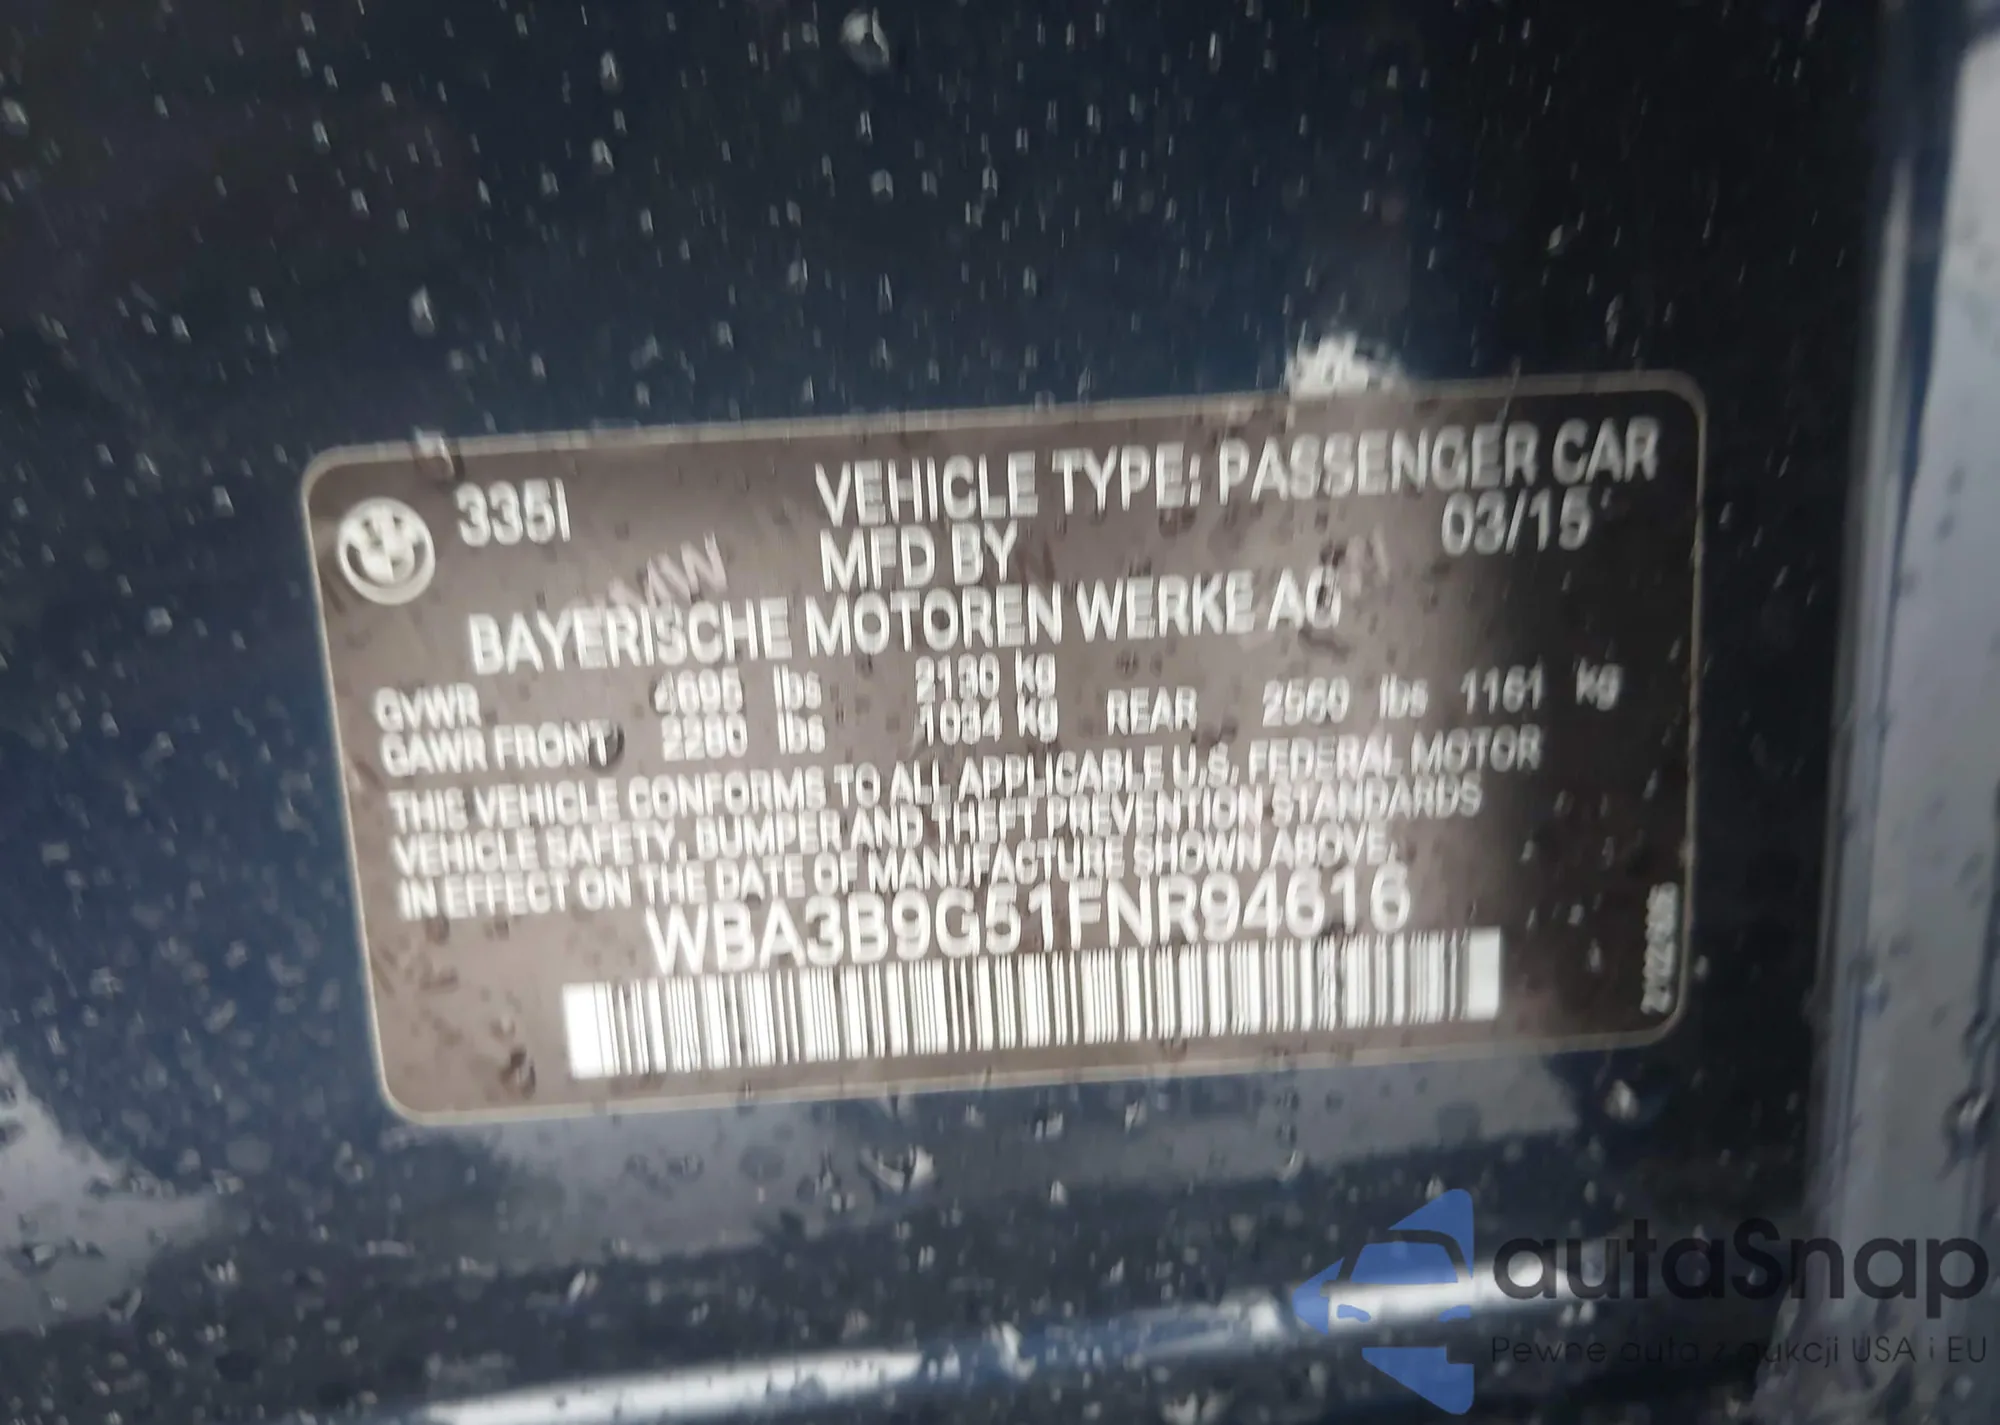 335I VEHICLE TYPE: PASSENGER CAR
MFD BY 03/15
BAYERISCHE MOTOREN WERKE AG
GVWR 4695 lbs 2130 kg
GAWR FRONT 2280 lbs 1034 kg REAR 2560 lbs 1161 kg
THIS VEHICLE CONFORMS TO ALL APPLICABLE U.S. FEDERAL MOTOR
VEHICLE SAFETY, BUMPER AND THEFT PREVENTION STANDARDS
IN EFFECT ON THE DATE OF MANUFACTURE SHOWN ABOVE.
WBA3B9G51FNR94616
autaSnap
Pewne auta z aukcji USA i EU